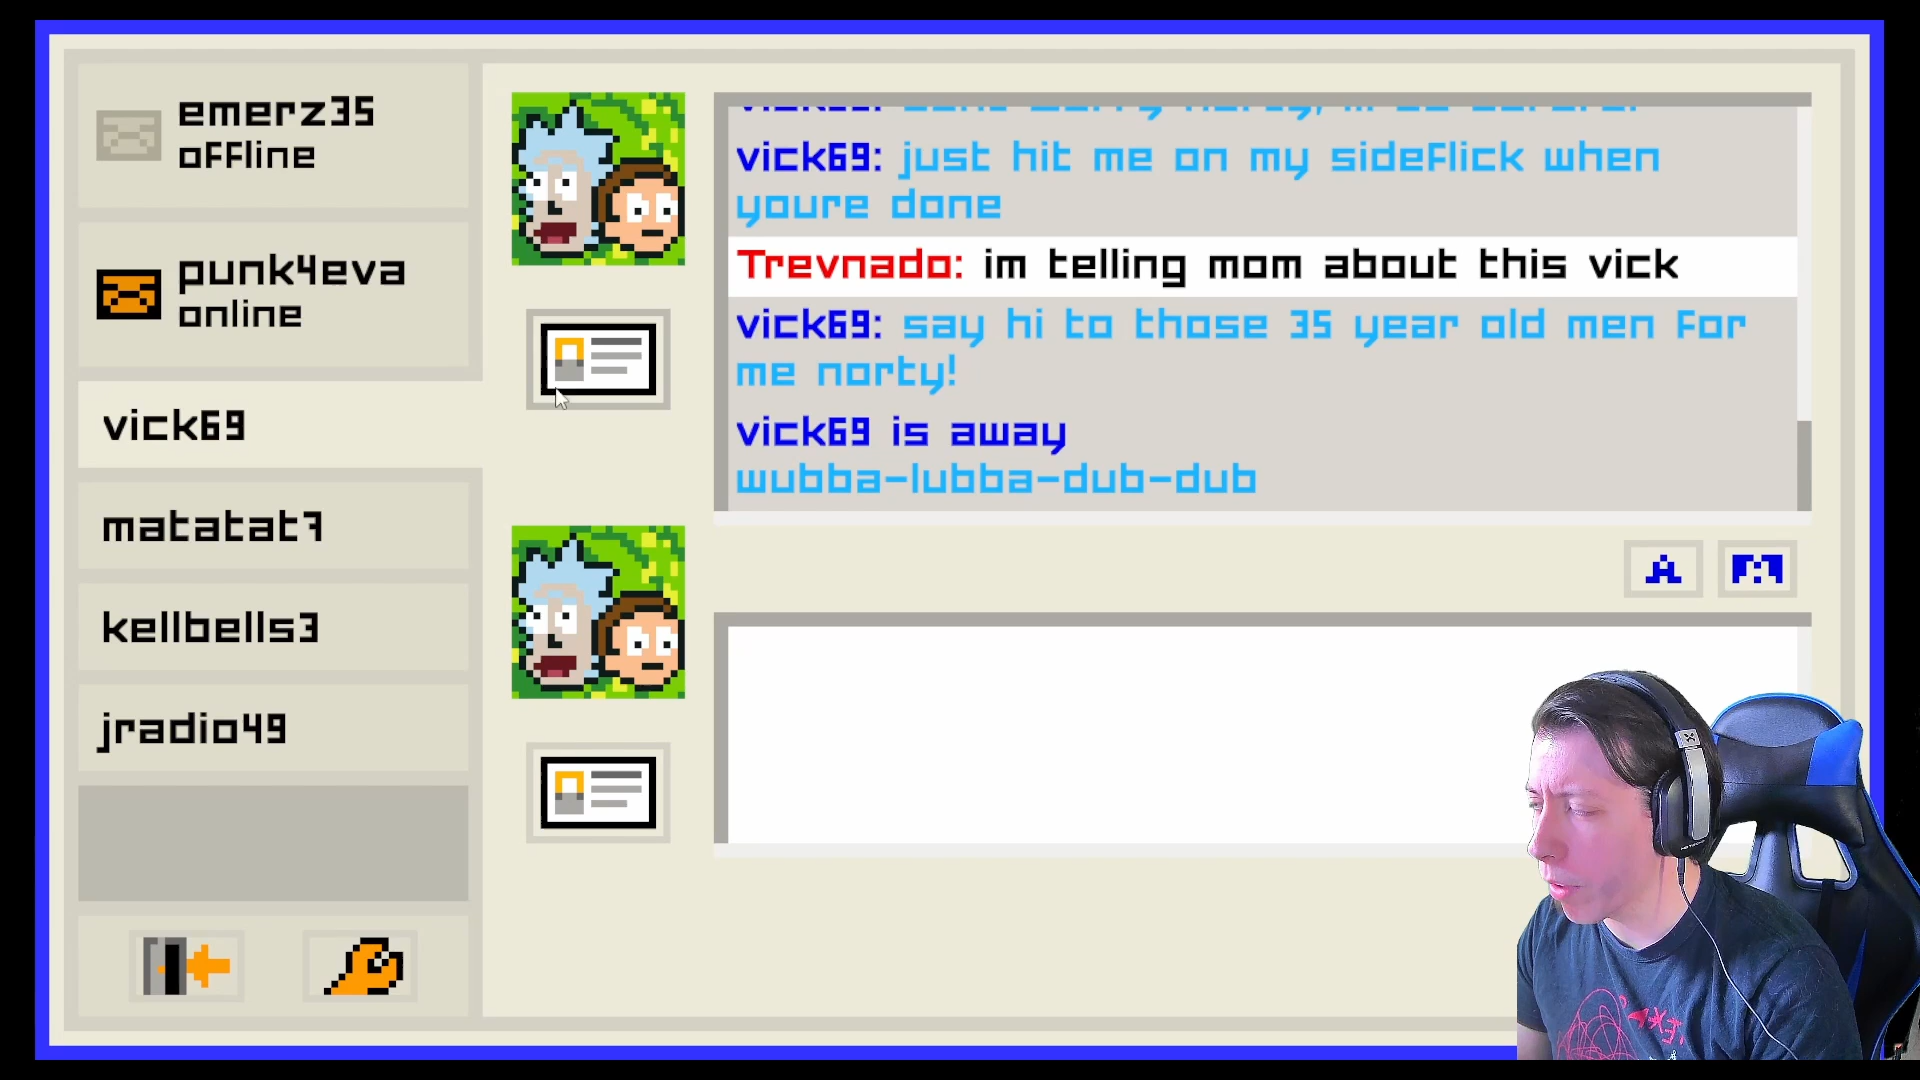 emerz35
offline
punk4eva
online
vick69
matatat7
kellbells3
jradio49
vick69:
vick69: just hit me on my sideflick when
youre done
Trevnado: im telling mom about this vick
vick69: say hi to those 35 year old men for
me norty!
vick69 is away
wubba-lubba-dub-dub
A M